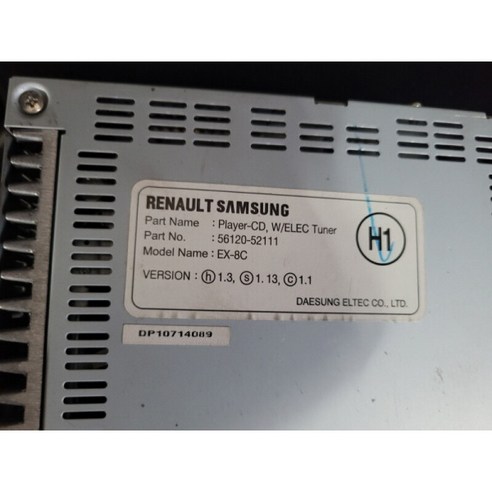 RENAULT SAMSUNG
Part Name : Player-CD, W/ELEC Tuner
Part No. : 56120-52111
Model Name : EX-8C
H1
VERSION : ⓗ 1.3, ⓢ 1.13, ⓒ 1.1
DAESUNG ELTEC CO., LTD.
DP10714089